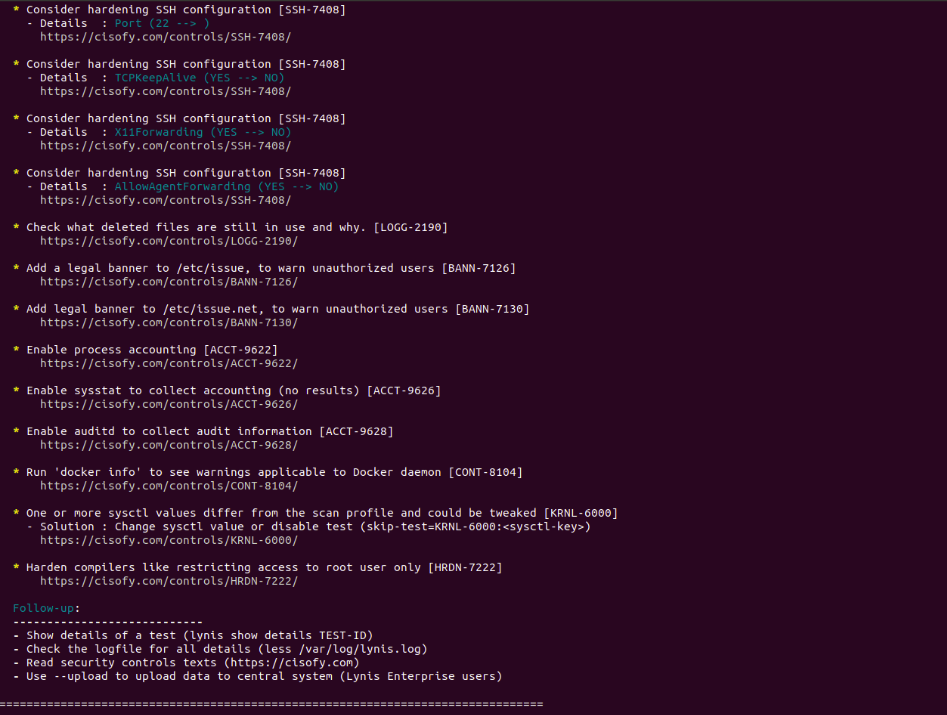 * Consider hardening SSH configuration [SSH-7408]
- Details : Port (22 --> )
https://cisofy.com/controls/SSH-7408/
* Consider hardening SSH configuration [SSH-7408]
- Details : TCPKeepAlive (YES --> NO)
https://cisofy.com/controls/SSH-7408/
* Consider hardening SSH configuration [SSH-7408]
- Details : X11Forwarding (YES --> NO)
https://cisofy.com/controls/SSH-7408/
* Consider hardening SSH configuration [SSH-7408]
- Details : AllowAgentForwarding (YES --> NO)
https://cisofy.com/controls/SSH-7408/
* Check what deleted files are still in use and why. [LOGG-2190]
https://cisofy.com/controls/LOGG-2190/
* Add a legal banner to /etc/issue, to warn unauthorized users [BANN-7126]
https://cisofy.com/controls/BANN-7126/
* Add legal banner to /etc/issue.net, to warn unauthorized users [BANN-7130]
https://cisofy.com/controls/BANN-7130/
* Enable process accounting [ACCT-9622]
https://cisofy.com/controls/ACCT-9622/
* Enable sysstat to collect accounting (no results) [ACCT-9626]
https://cisofy.com/controls/ACCT-9626/
* Enable auditd to collect audit information [ACCT-9628]
https://cisofy.com/controls/ACCT-9628/
* Run 'docker info' to see warnings applicable to Docker daemon [CONT-8104]
https://cisofy.com/controls/CONT-8104/
* One or more sysctl values differ from the scan profile and could be tweaked [KRNL-6000]
- Solution : Change sysctl value or disable test (skip-test=KRNL-6000:<sysctl-key>)
https://cisofy.com/controls/KRNL-6000/
* Harden compilers like restricting access to root user only [HRDN-7222]
https://cisofy.com/controls/HRDN-7222/
Follow-up:
----------------------------
- Show details of a test (lynis show details TEST-ID)
- Check the logfile for all details (less /var/log/lynis.log)
- Read security controls texts (https://cisofy.com)
- Use --upload to upload data to central system (Lynis Enterprise users)
================================================================================